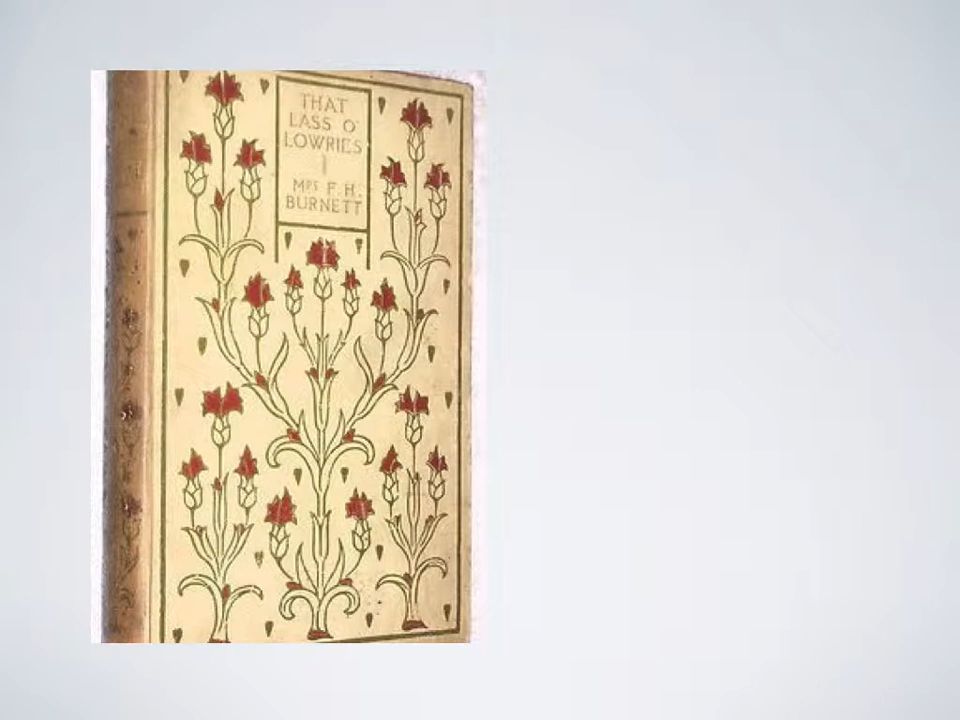 THAT
LASS O'
LOWRIES
MRS F. H.
BURNETT